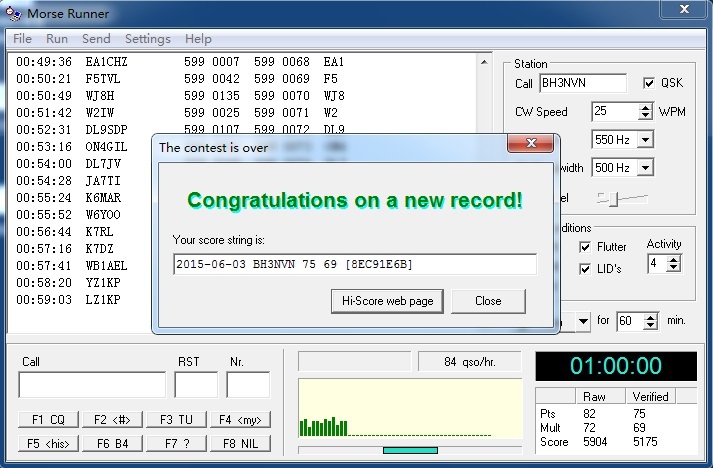 Morse Runner
File Run Send Settings Help
00:49:36 EA1CHZ 599 0007 599 0068 EA1
00:50:21 F5TVL 599 0042 599 0069 F5
00:50:49 WJ8H 599 0135 599 0070 WJ8
00:51:42 W2IW 599 0025 599 0071 W2
00:52:31 DL9SDP 599 0107 599 0072 DL9
00:53:16 ON4GIL
00:54:00 DL7JV
00:54:28 JA7TI
00:55:24 K6MAR
00:55:52 W6YOO
00:56:44 K7RL
00:57:16 K7DZ
00:57:41 WB1AEL
00:58:20 YZ1KP
00:59:03 LZ1KP
Station
Call BH3NVN QSK
CW Speed 25 WPM
550 Hz
500 Hz
Flutter Activity
LID's 4
for 60 min.
The contest is over
Congratulations on a new record!
Your score string is:
2015-06-03 BH3NVN 75 69 [8EC91E6B]
Hi-Score web page Close
Call RST Nr.
F1 CQ F2 <#> F3 TU F4 <my>
F5 <his> F6 B4 F7 ? F8 NIL
84 qso/hr.
01:00:00
Raw Verified
Pts 82 75
Mult 72 69
Score 5904 5175